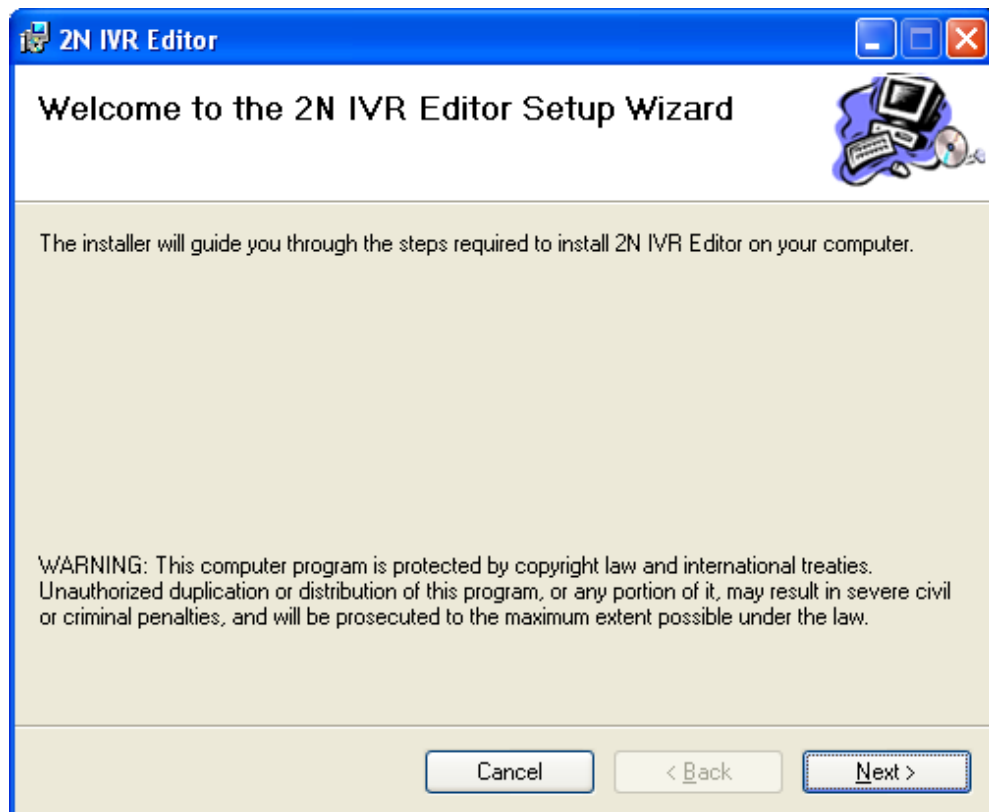 2N IVR Editor
Welcome to the 2N IVR Editor Setup Wizard
The installer will guide you through the steps required to install 2N IVR Editor on your computer.
WARNING: This computer program is protected by copyright law and international treaties.
Unauthorized duplication or distribution of this program, or any portion of it, may result in severe civil
or criminal penalties, and will be prosecuted to the maximum extent possible under the law.
Cancel < Back Next >